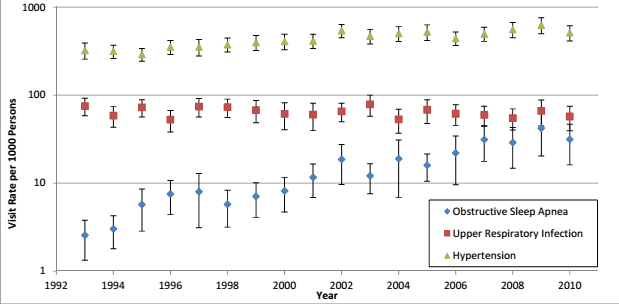 1000
100
10
1
Visit Rate per 1000 Persons
Obstructive Sleep Apnea
Upper Respiratory Infection
Hypertension
1992 1994 1996 1998 2000 2002 2004 2006 2008 2010
Year